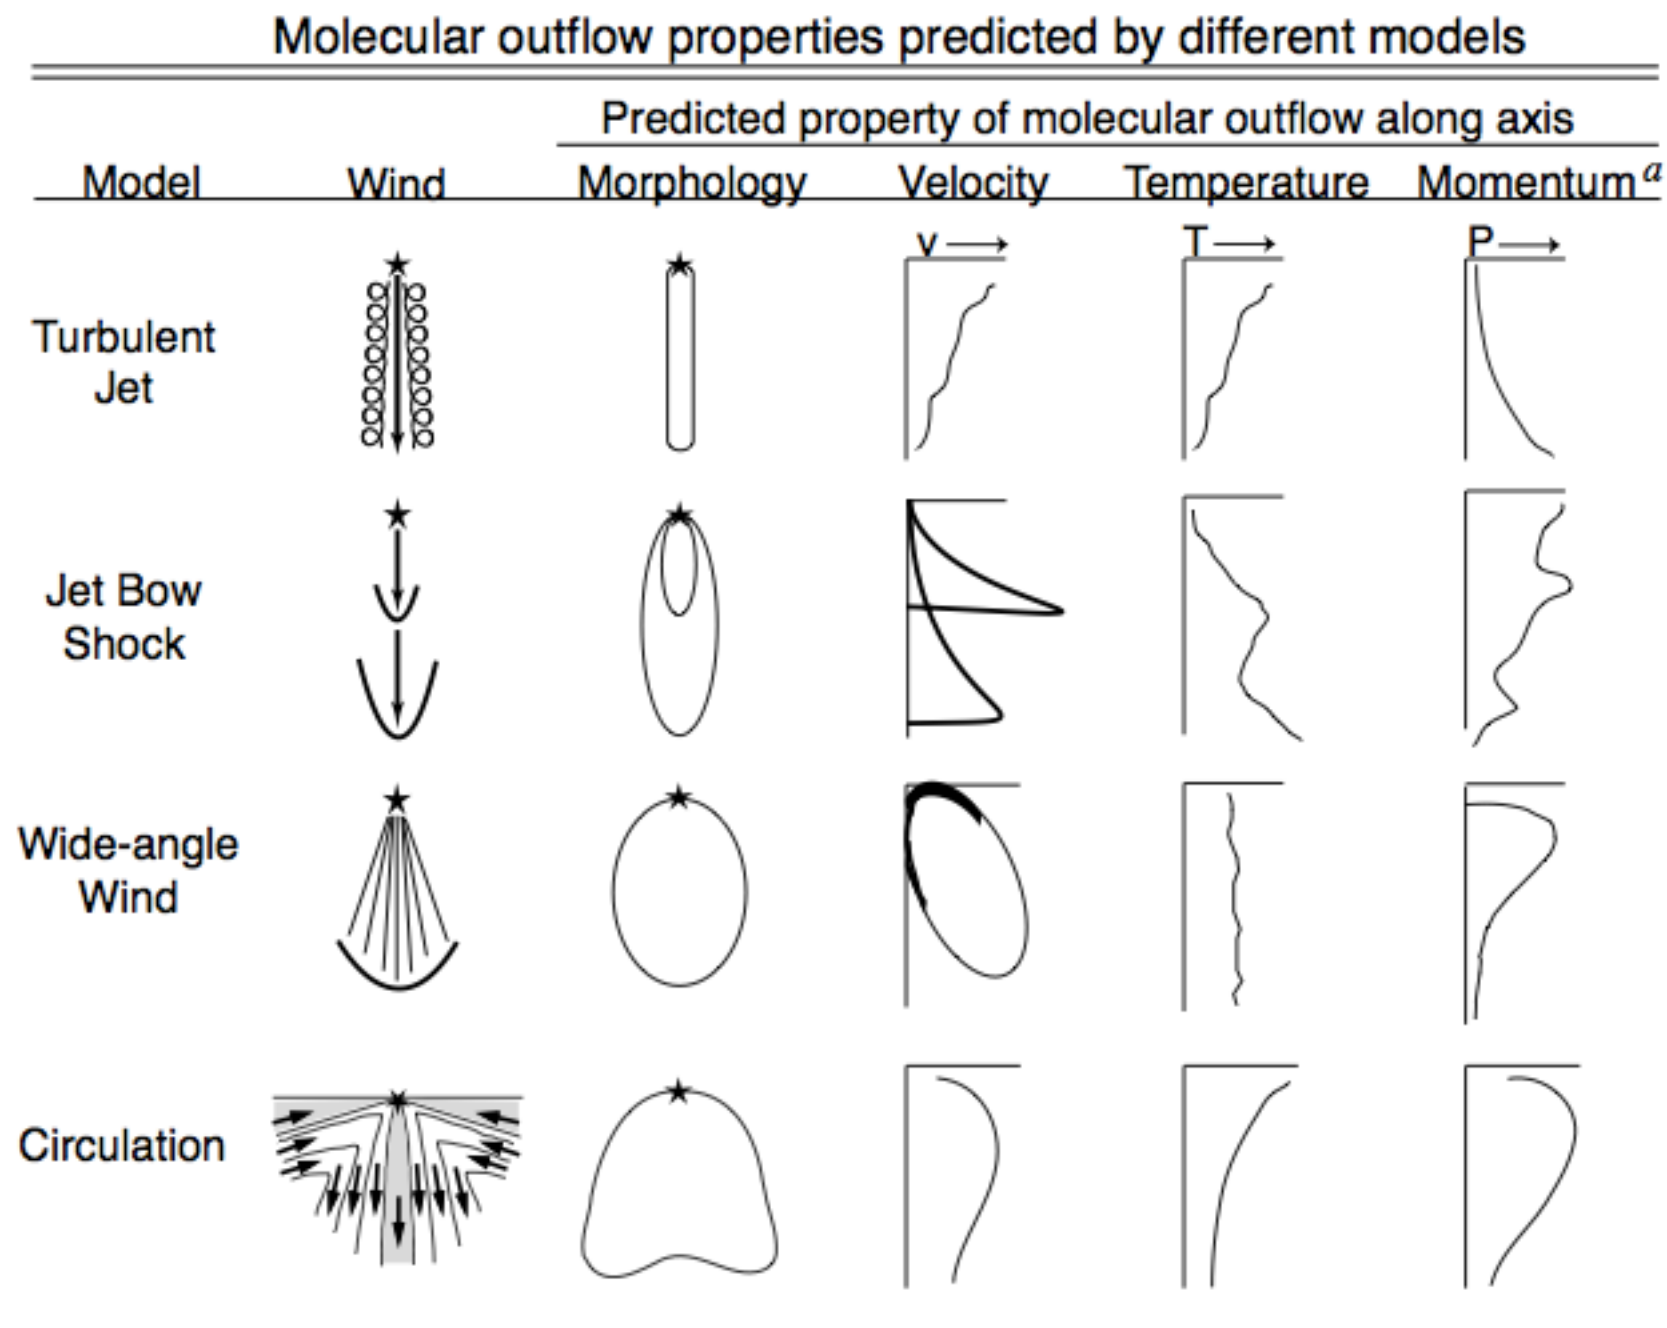 Molecular outflow properties predicted by different models
Predicted property of molecular outflow along axis
Model Wind Morphology Velocity Temperature Momentum a
v T P
Turbulent
Jet
Jet Bow
Shock
Wide-angle
Wind
Circulation